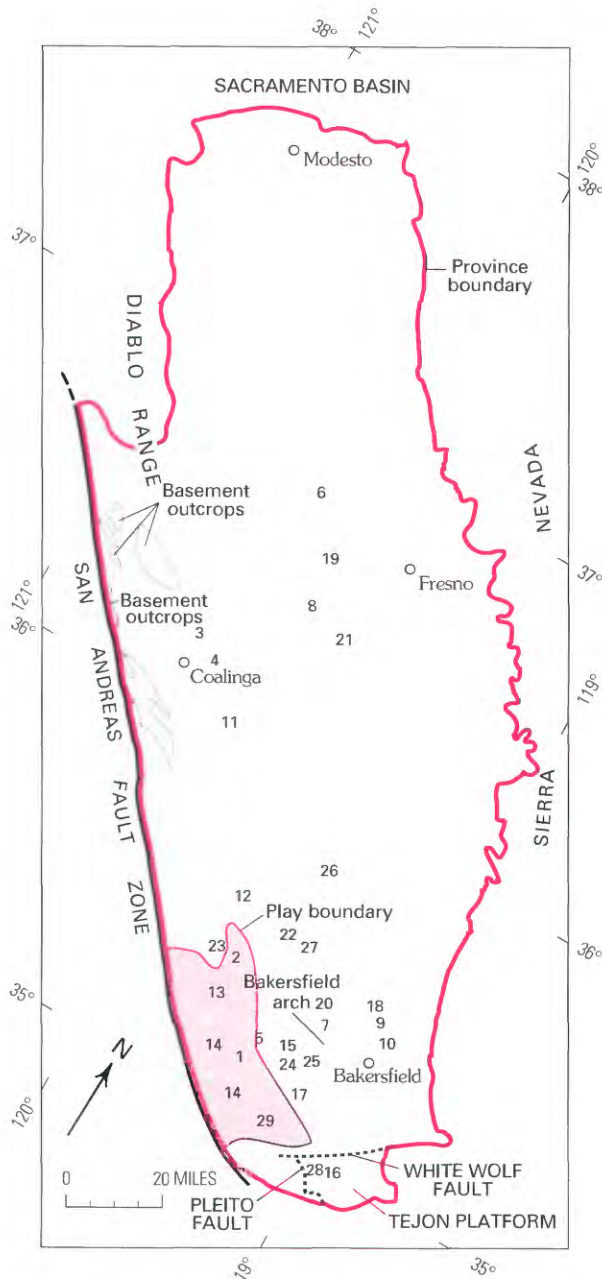 38°
121°
SACRAMENTO BASIN
Modesto
120°
38°
37°
Province
boundary
DIABLO RANGE
NEVADA
6
Basement
outcrops
19
Fresno
37°
SAN ANDREAS FAULT ZONE
121°
36°
Basement
outcrops
8
3
21
4
Coalinga
119°
11
SIERRA
26
12
Play boundary
22
23
27
2
36°
Bakersfield
arch
13
20
18
35°
7
9
5
14
15
10
1
24
25
Bakersfield
N
120°
14
17
29
0
20 MILES
28
16
WHITE WOLF
FAULT
PLEITO
FAULT
TEJON PLATFORM
19°
35°